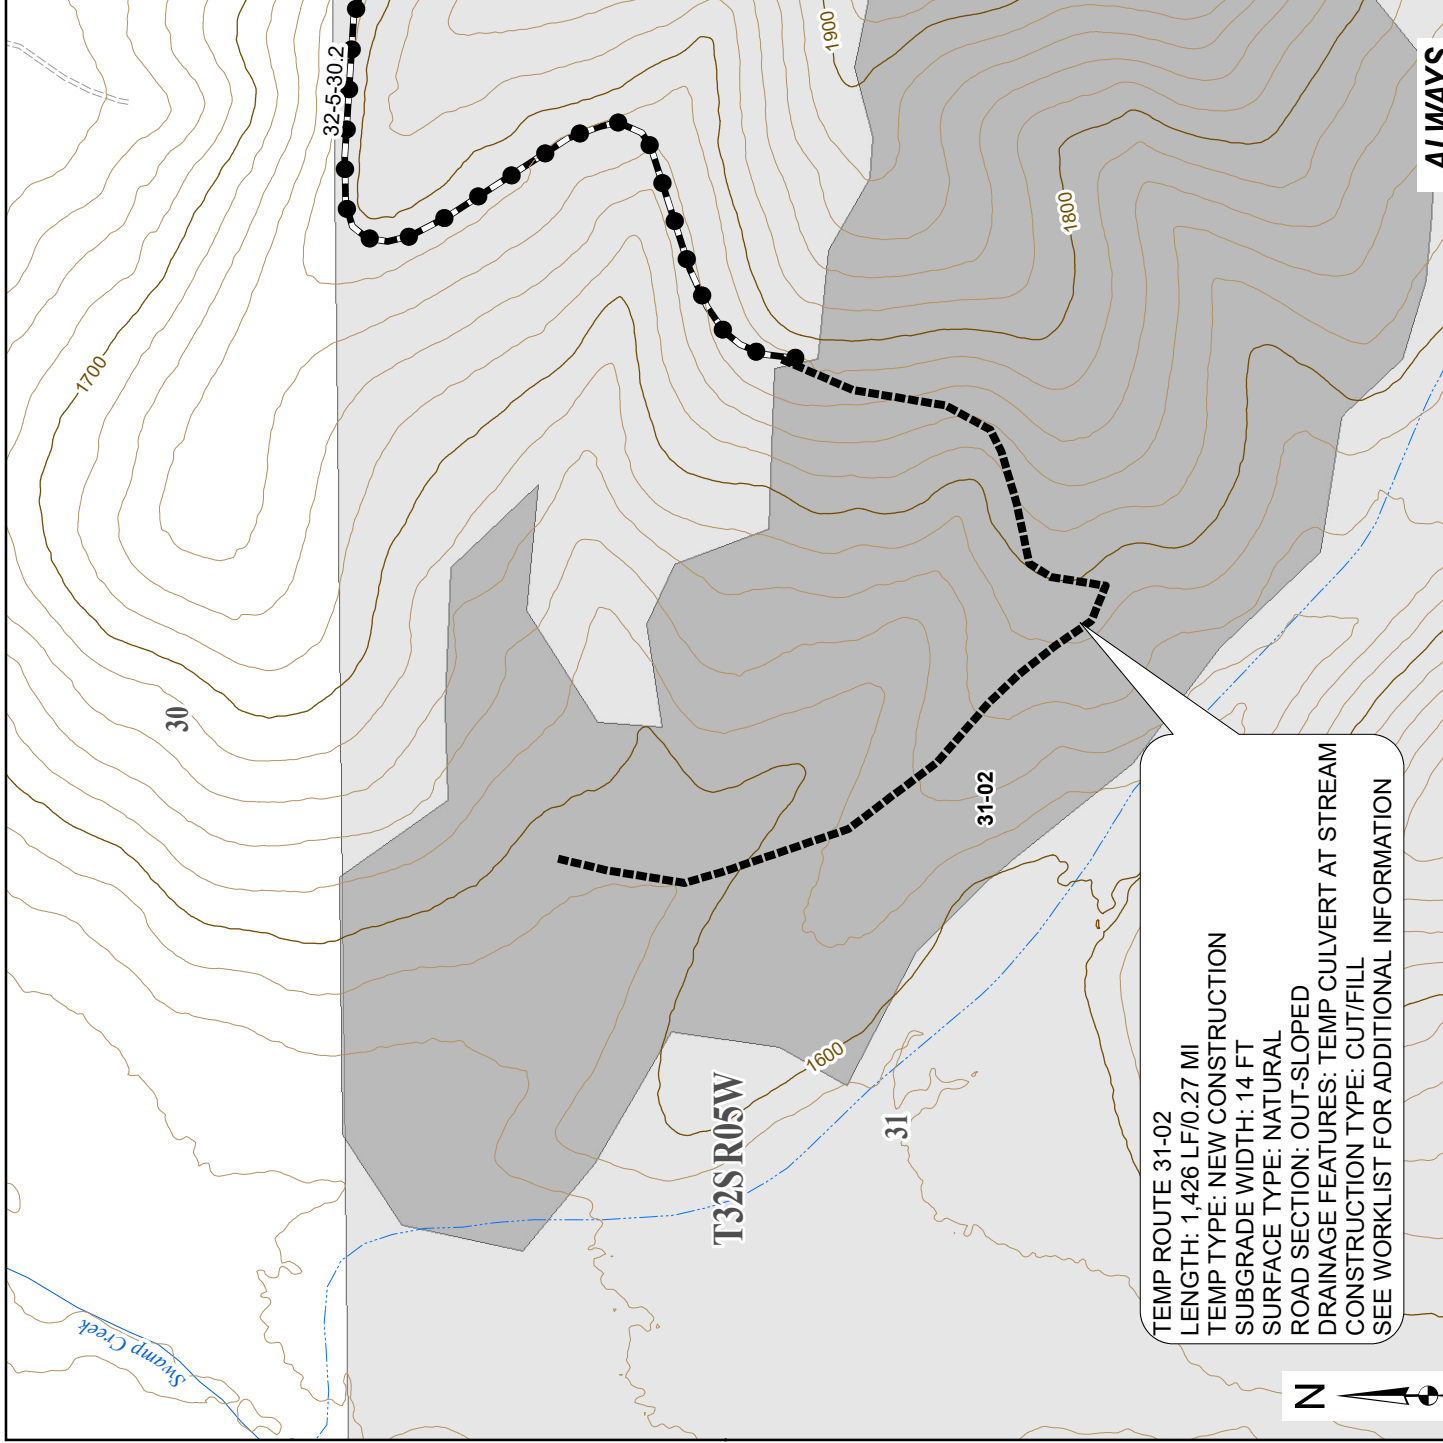 32-5-30.2
1900
1700
1800
30
31-02
1600
T32S R05W
31
Swamp Creek
TEMP ROUTE 31-02
LENGTH: 1,426 LF/0.27 MI
TEMP TYPE: NEW CONSTRUCTION
SUBGRADE WIDTH: 14 FT
SURFACE TYPE: NATURAL
ROAD SECTION: OUT-SLOPED
DRAINAGE FEATURES: TEMP CULVERT AT STREAM
CONSTRUCTION TYPE: CUT/FILL
SEE WORKLIST FOR ADDITIONAL INFORMATION
N
ALWAYS